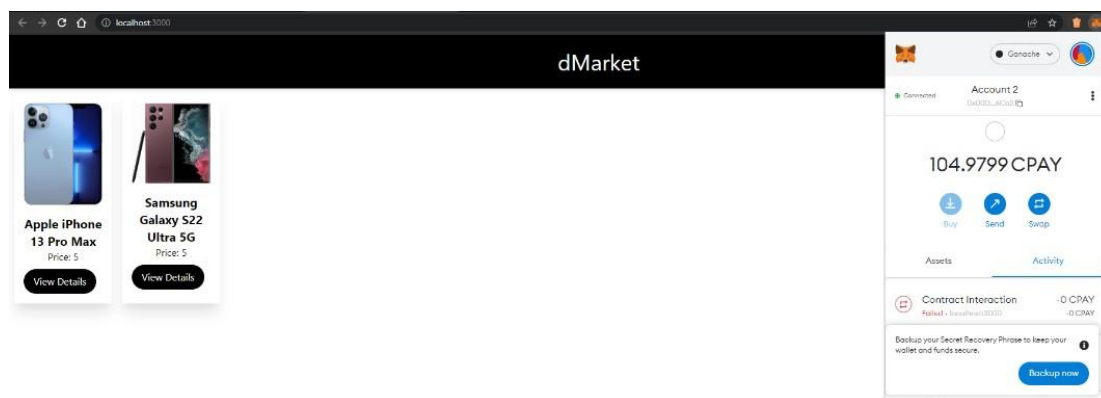 localhost:3000
dMarket
Apple iPhone
13 Pro Max
Price: 5
View Details
Samsung
Galaxy S22
Ultra 5G
Price: 5
View Details
Ganache
Connected
Account 2
104.9799 CPAY
Buy
Send
Swap
Assets
Activity
Contract Interaction
-0 CPAY
Failed · localhost:3000
-0 CPAY
Backup your Secret Recovery Phrase to keep your
wallet and funds secure.
Backup now